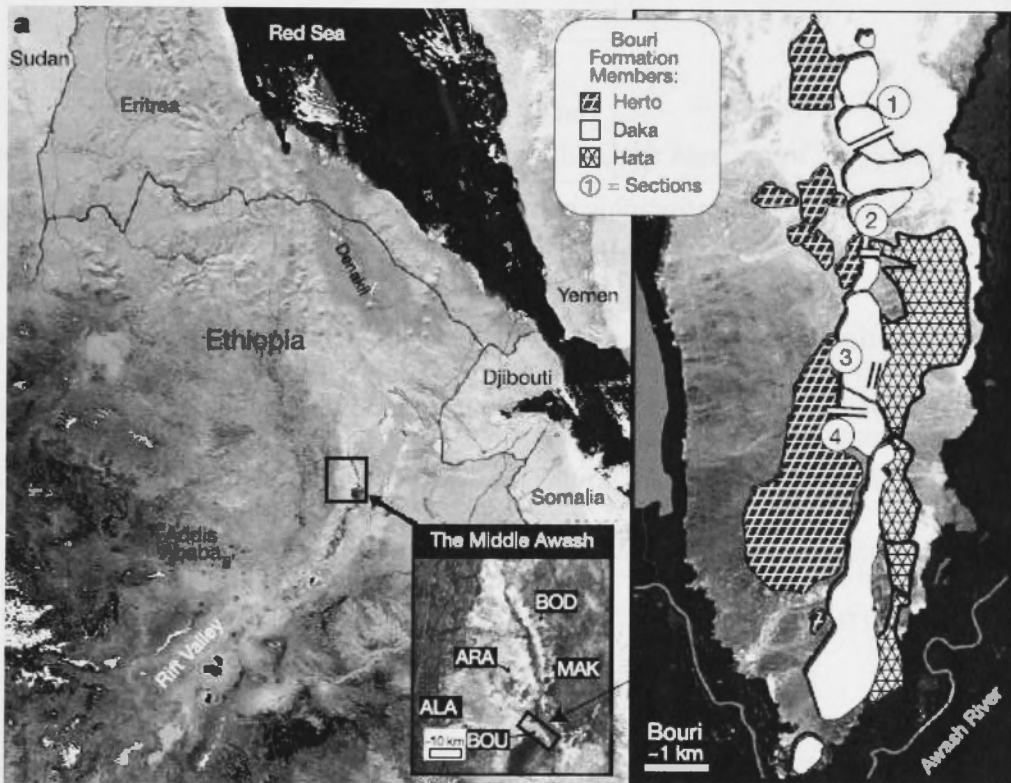 a
Sudan
Red Sea
Eritrea
Denakil
Yemen
Ethiopia
Djibouti
Somalia
Addis
Ababa
Rift Valley
The Middle Awash
BOD
ARA
MAK
ALA
BOU
~10 km
Bouri
Formation
Members:
Herto
Daka
Hata
① = Sections
1
2
3
4
Bouri
~1 km
Awash River